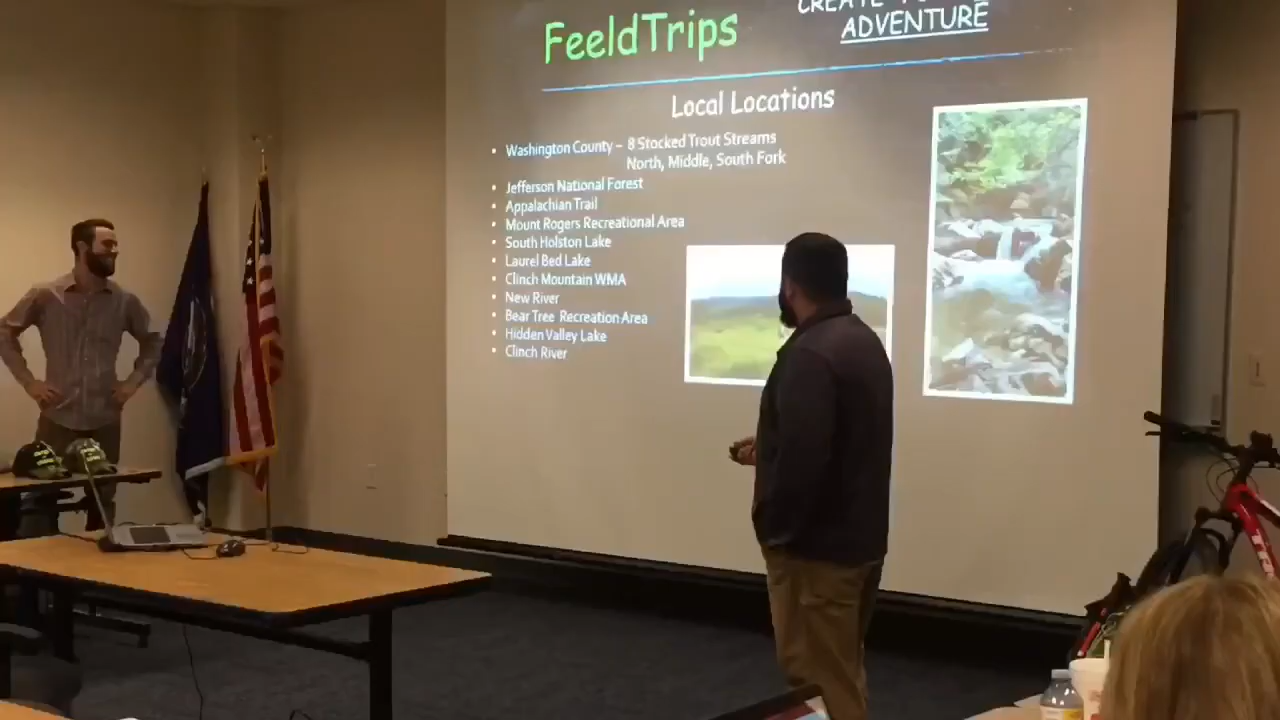 FeeldTrips
CREATE
ADVENTURE
Local Locations
• Washington County – 8 Stocked Trout Streams
North, Middle, South Fork
• Jefferson National Forest
• Appalachian Trail
• Mount Rogers Recreational Area
• South Holston Lake
• Laurel Bed Lake
• Clinch Mountain WMA
• New River
• Bear Tree Recreation Area
• Hidden Valley Lake
• Clinch River